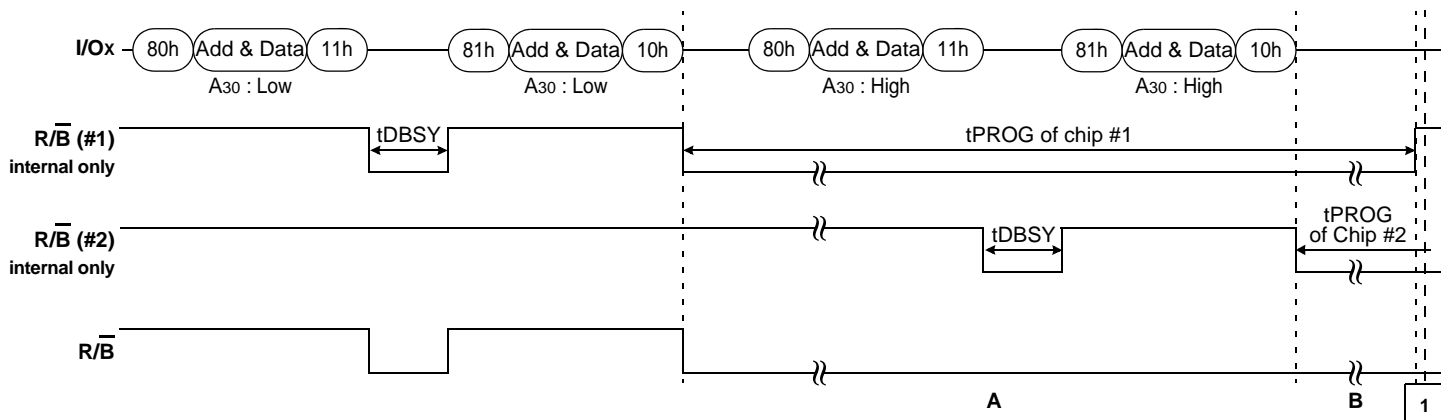 I/Ox 80h Add & Data 11h 81h Add & Data 10h 80h Add & Data 11h 81h Add & Data 10h
A30 : Low A30 : Low A30 : High A30 : High
R/B (#1) tDBSY tPROG of chip #1
internal only
R/B (#2) tDBSY tPROG
of Chip #2
internal only
R/B
A B 1